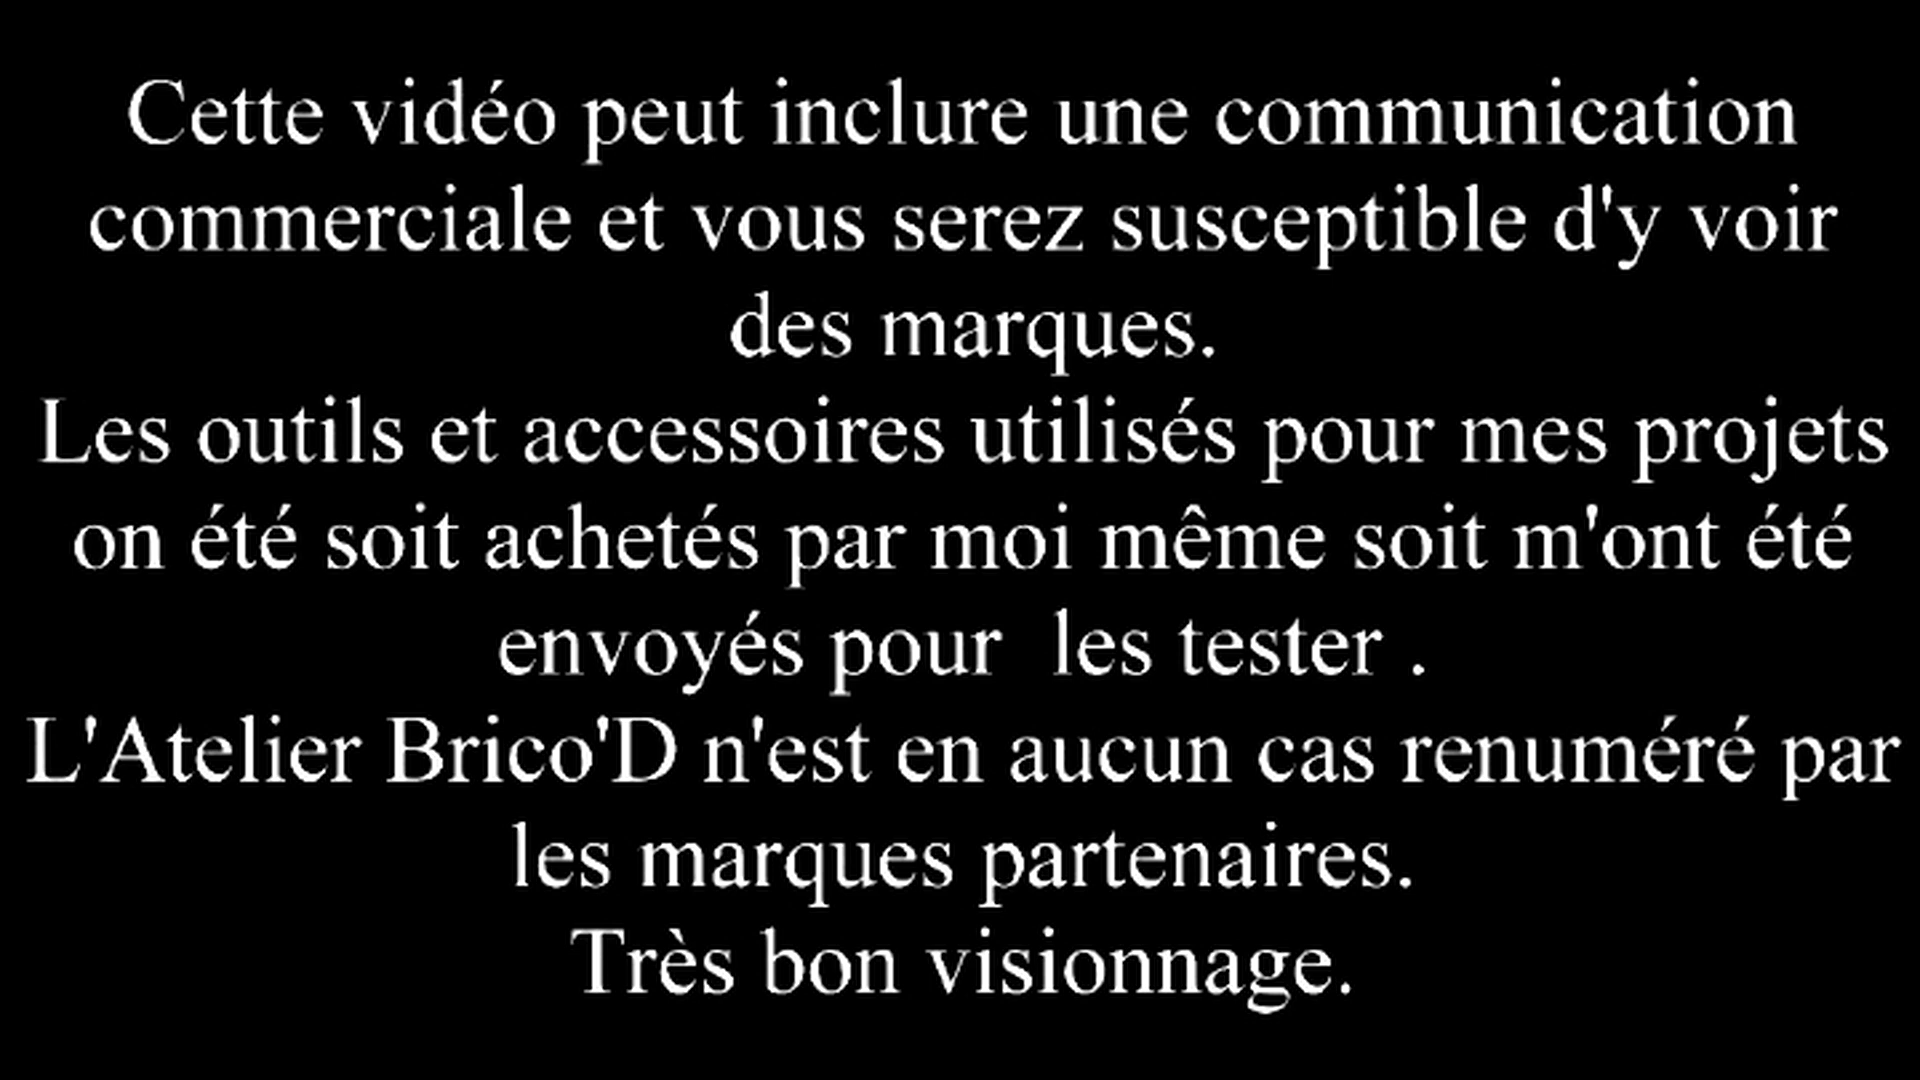 Cette vidéo peut inclure une communication
commerciale et vous serez susceptible d'y voir
des marques.
Les outils et accessoires utilisés pour mes projets
on été soit achetés par moi même soit m'ont été
envoyés pour  les tester .
L'Atelier Brico'D n'est en aucun cas renuméré par
les marques partenaires.
Très bon visionnage.